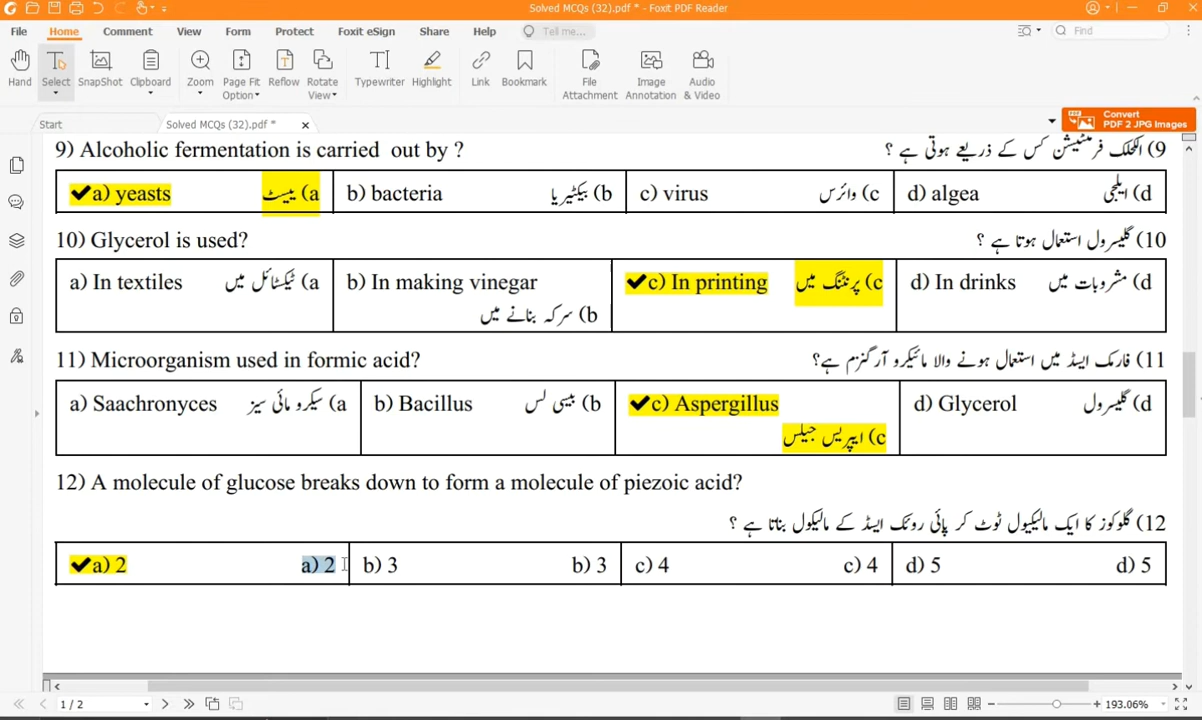 Solved MCQs (32).pdf * - Foxit PDF Reader
File Home Comment View Form Protect Foxit eSign Share Help Tell me... Find
Hand Select SnapShot Clipboard Zoom Page Fit Option Reflow Rotate View Typewriter Highlight Link Bookmark File Attachment Image Annotation Audio & Video
Start Solved MCQs (32).pdf * Convert PDF 2 JPG Images
9) Alcoholic fermentation is carried out by ? 9) الکحلک فرمنٹیشن کس کے ذریعے ہوتی ہے ؟
✔a) yeasts a) ییسٹ b) bacteria b) بیکٹیریا c) virus c) وائرس d) algea d) ایلجی
10) Glycerol is used? 10) گلیسرول استعمال ہوتا ہے ؟
a) In textiles a) ٹیکسٹائل میں b) In making vinegar ✔c) In printing c) پرنٹنگ میں d) In drinks d) مشروبات میں
b) سرکہ بنانے میں
11) Microorganism used in formic acid? 11) فارمک ایسڈ میں استعمال ہونے والا مائیکرو آرگنزم ہے؟
a) Saachronyces a) سیکرو مائی سیز b) Bacillus b) بیسی لس ✔c) Aspergillus d) Glycerol d) گلیسرول
c) ایپریس جیلس
12) A molecule of glucose breaks down to form a molecule of piezoic acid?
12) گلوکوز کا ایک مالیکیول ٹوٹ کر پائی روئک ایسڈ کے مالیکول بناتا ہے ؟
✔a) 2 a) 2 b) 3 b) 3 c) 4 c) 4 d) 5 d) 5
1 / 2 193.06%